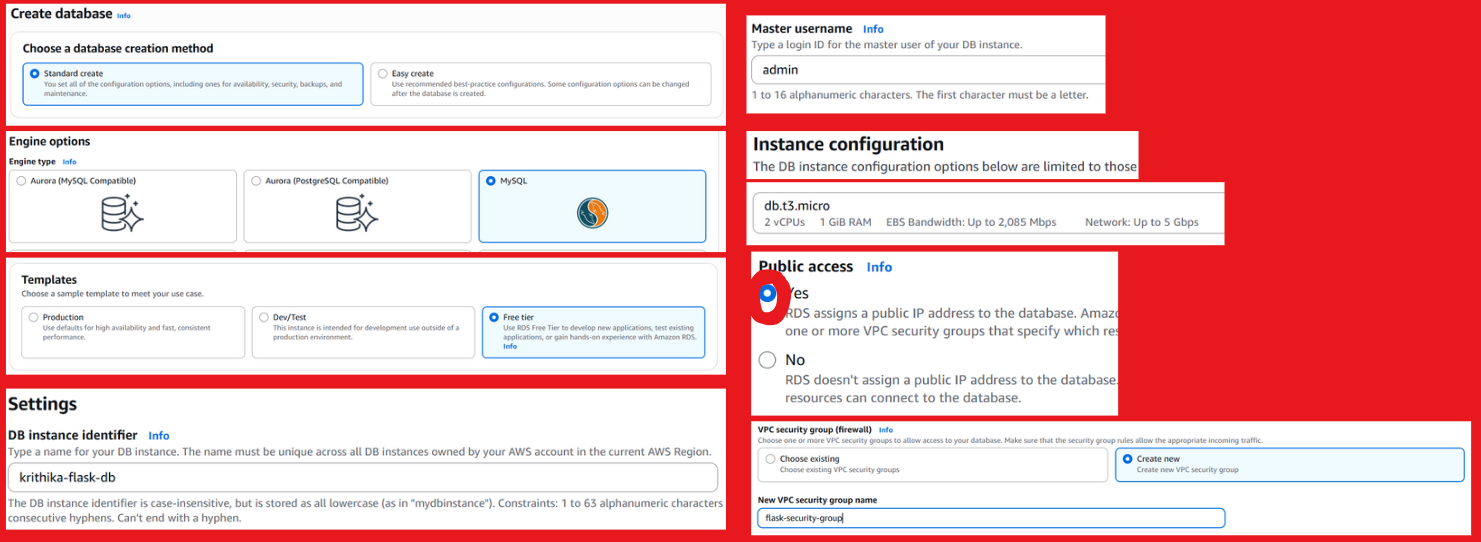 Create database Info
Choose a database creation method
Standard create
You set all of the configuration options, including ones for availability, security, backups, and
maintenance.
Easy create
Use recommended best-practice configurations. Some configuration options can be changed
after the database is created.
Engine options
Engine type Info
Aurora (MySQL Compatible)
Aurora (PostgreSQL Compatible)
MySQL
Templates
Choose a sample template to meet your use case.
Production
Use defaults for high availability and fast, consistent
performance.
Dev/Test
This instance is intended for development use outside of a
production environment.
Free tier
Use RDS Free Tier to develop new applications, test existing
applications, or gain hands-on experience with Amazon RDS.
Info
Settings
DB instance identifier Info
Type a name for your DB instance. The name must be unique across all DB instances owned by your AWS account in the current AWS Region.
krithika-flask-db
The DB instance identifier is case-insensitive, but is stored as all lowercase (as in "mydbinstance"). Constraints: 1 to 63 alphanumeric characters
consecutive hyphens. Can't end with a hyphen.
Master username Info
Type a login ID for the master user of your DB instance.
admin
1 to 16 alphanumeric characters. The first character must be a letter.
Instance configuration
The DB instance configuration options below are limited to those
db.t3.micro
2 vCPUs 1 GiB RAM EBS Bandwidth: Up to 2,085 Mbps Network: Up to 5 Gbps
Public access Info
Yes
RDS assigns a public IP address to the database.
one or more VPC security groups that specify which
No
RDS doesn't assign a public IP address to the database.
resources can connect to the database.
VPC security group (firewall) Info
Choose one or more VPC security groups to allow access to your database. Make sure that the security group rules allow the appropriate incoming traffic.
Choose existing
Choose existing VPC security groups
Create new
Create new VPC security group
New VPC security group name
flask-security-group